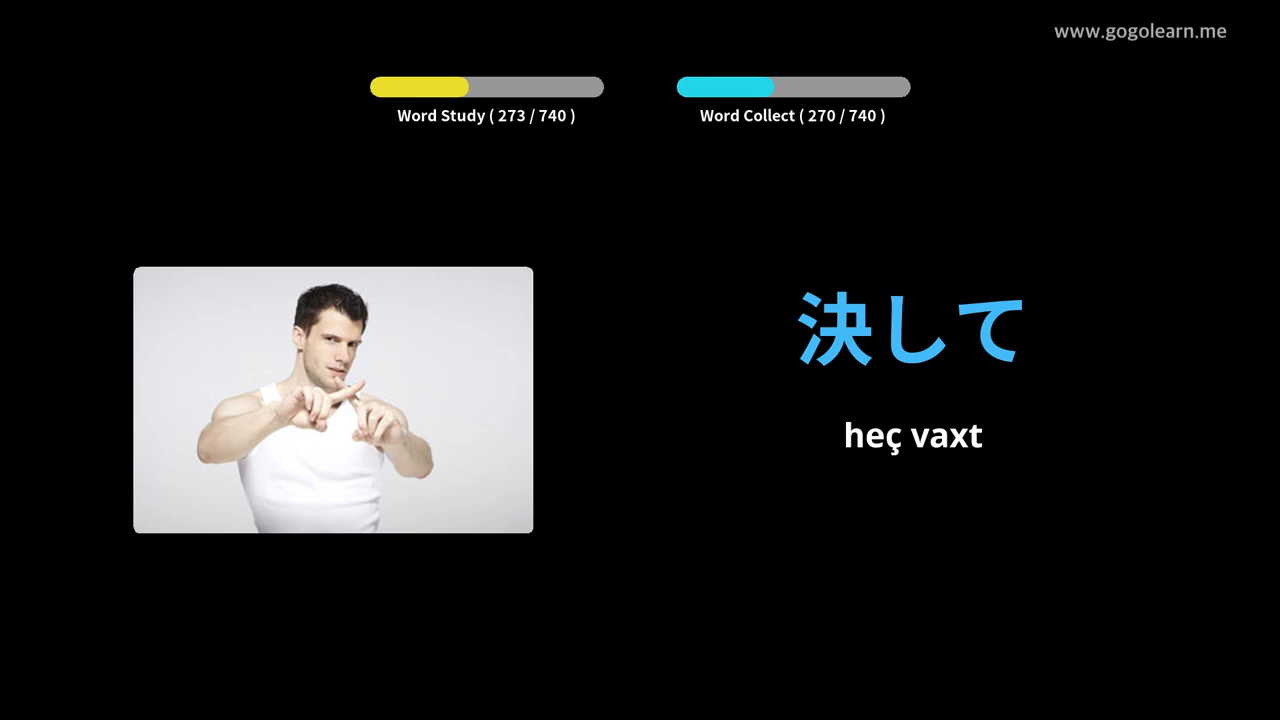 www.gogolearn.me
Word Study ( 273 / 740 )
Word Collect ( 270 / 740 )
決して
heç vaxt